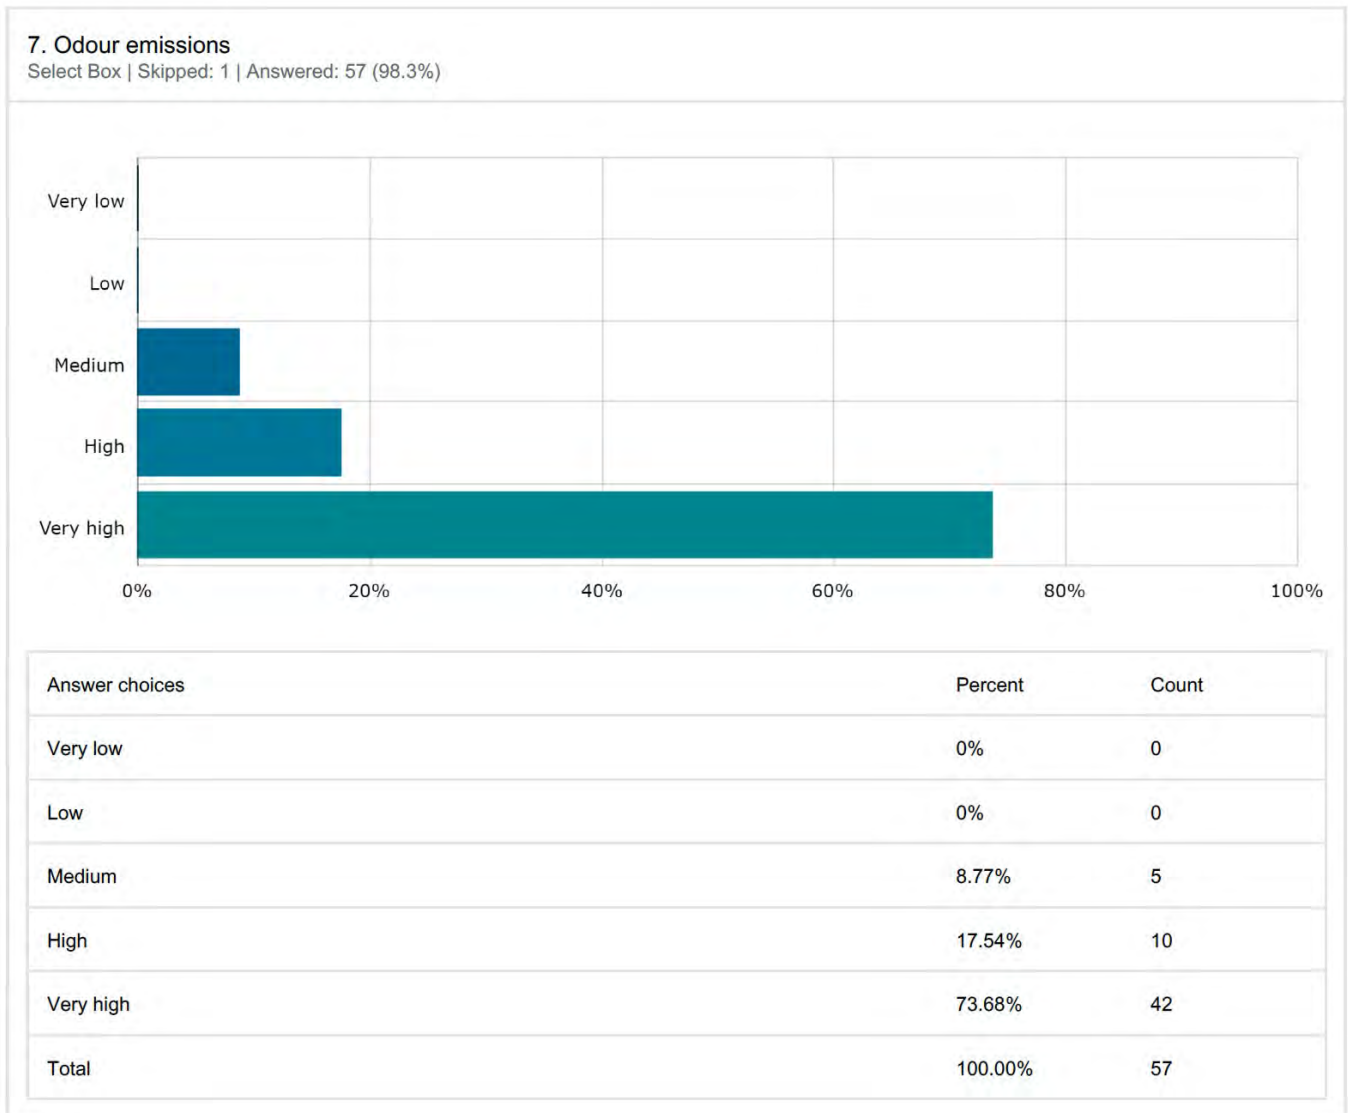 7. Odour emissions
Select Box | Skipped: 1 | Answered: 57 (98.3%)
Very low
Low
Medium
High
Very high
0% 20% 40% 60% 80% 100%
Answer choices Percent Count
Very low 0% 0
Low 0% 0
Medium 8.77% 5
High 17.54% 10
Very high 73.68% 42
Total 100.00% 57